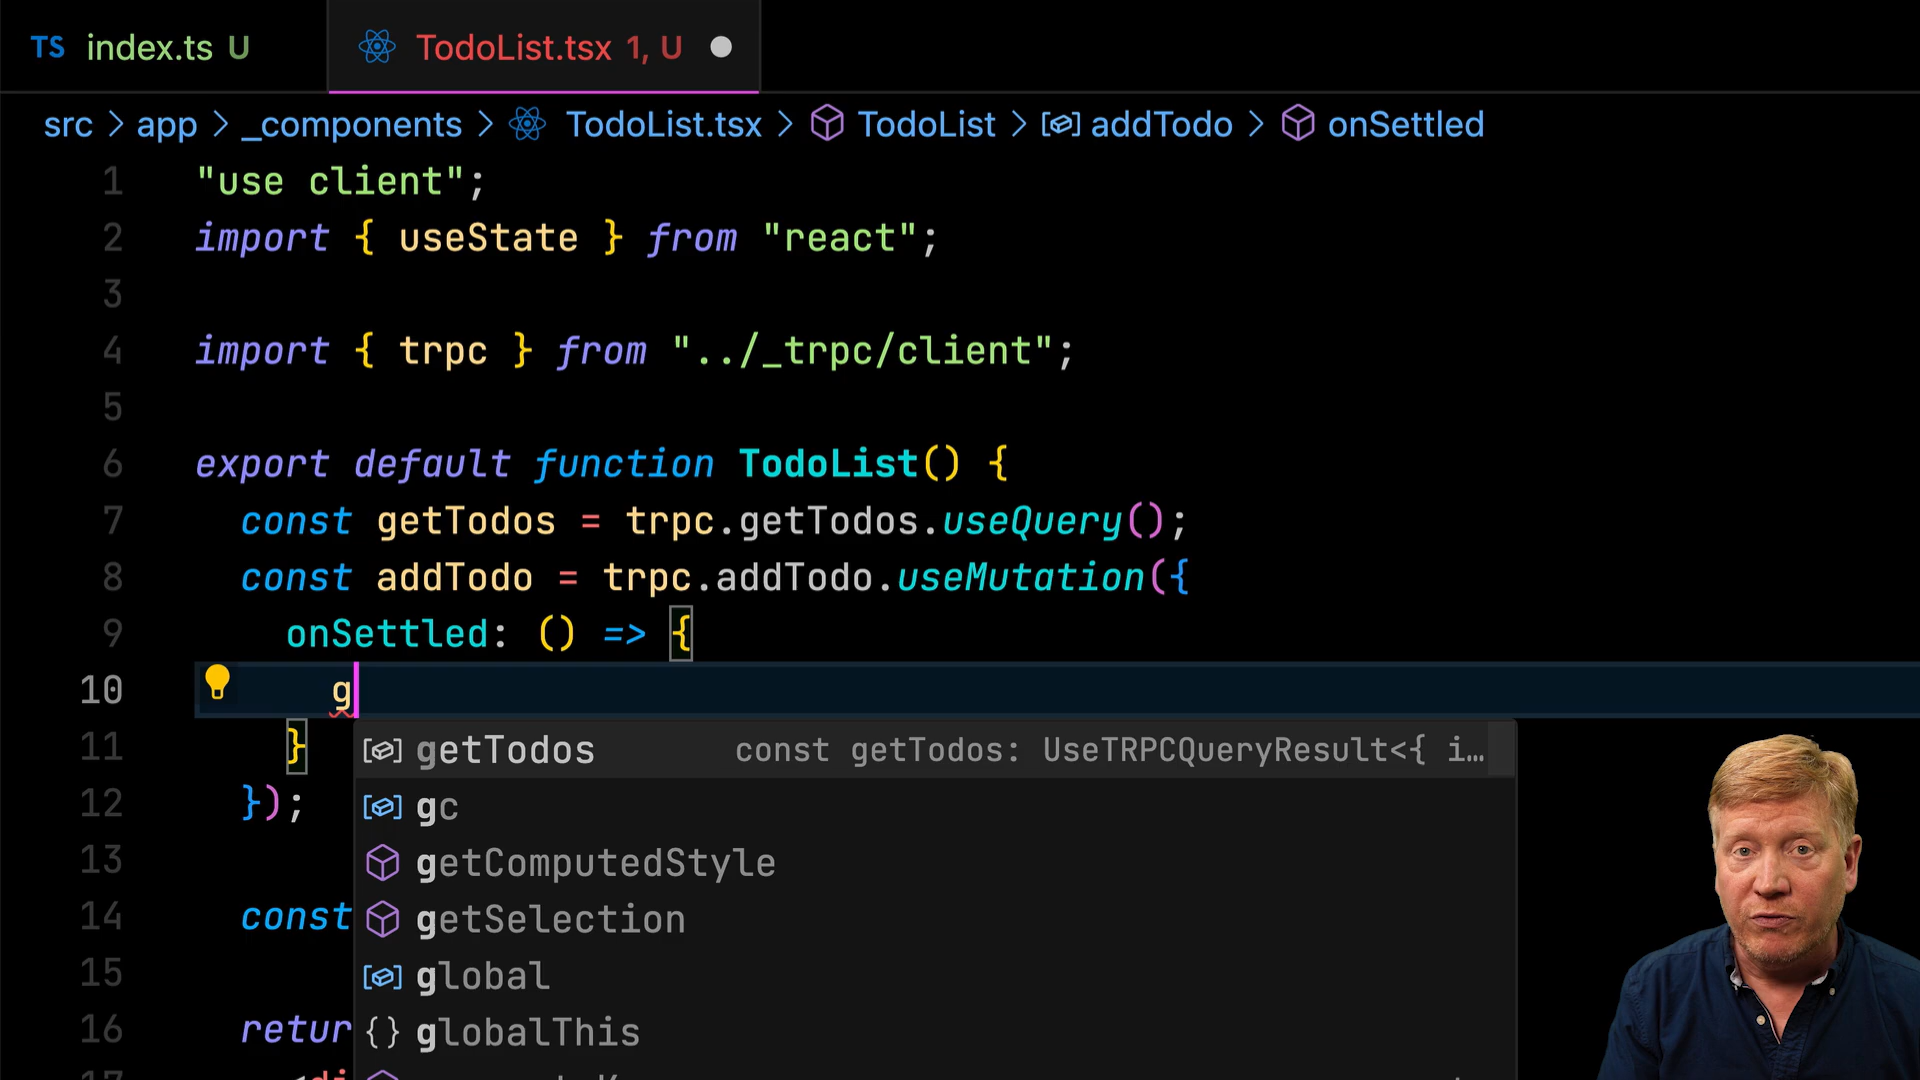 TS index.ts U TodoList.tsx 1, U
src > app > _components > TodoList.tsx > TodoList > addTodo > onSettled
1 "use client";
2 import { useState } from "react";
3
4 import { trpc } from "../_trpc/client";
5
6 export default function TodoList() {
7 const getTodos = trpc.getTodos.useQuery();
8 const addTodo = trpc.addTodo.useMutation({
9 onSettled: () => {
10 g
11 } getTodos const getTodos: UseTRPCQueryResult<{ i…
12 }); gc
13 getComputedStyle
14 const getSelection
15 global
16 retur {} globalThis
17 <di